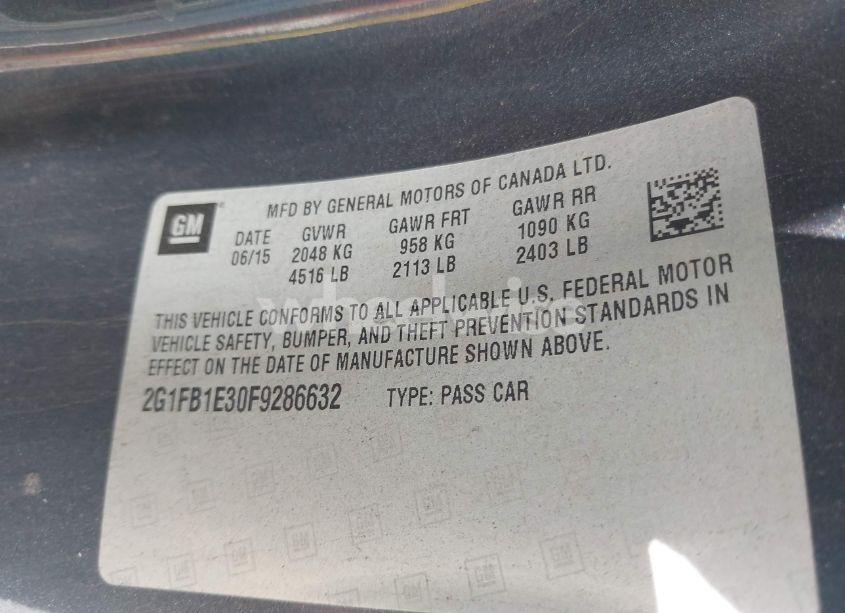 GM
MFD BY GENERAL MOTORS OF CANADA LTD.
DATE GVWR GAWR FRT GAWR RR
06/15 2048 KG 958 KG 1090 KG
4516 LB 2113 LB 2403 LB
THIS VEHICLE CONFORMS TO ALL APPLICABLE U.S. FEDERAL MOTOR
VEHICLE SAFETY, BUMPER, AND THEFT PREVENTION STANDARDS IN
EFFECT ON THE DATE OF MANUFACTURE SHOWN ABOVE.
2G1FB1E30F9286632 TYPE: PASS CAR